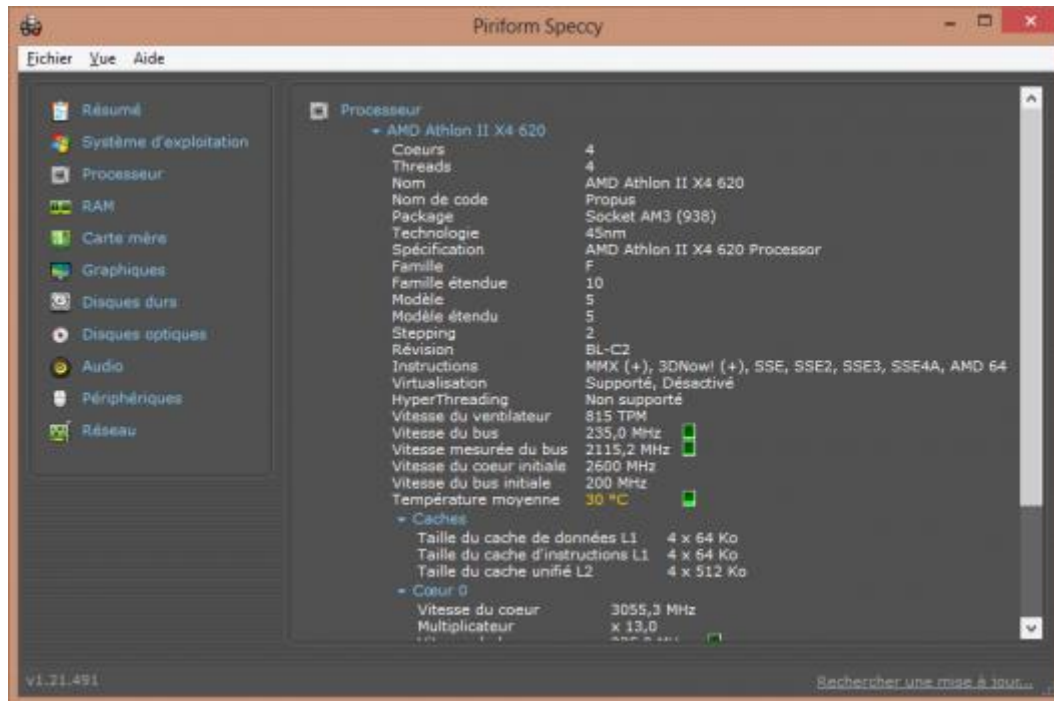 Piriform Speccy
Fichier Vue Aide
Résumé
Système d'exploitation
Processeur
RAM
Carte mère
Graphiques
Disques durs
Disques optiques
Audio
Périphériques
Réseau
Processeur
AMD Athlon II X4 620
Coeurs 4
Threads 4
Nom AMD Athlon II X4 620
Nom de code Propus
Package Socket AM3 (938)
Technologie 45nm
Spécification AMD Athlon II X4 620 Processor
Famille F
Famille étendue 10
Modèle 5
Modèle étendu 5
Stepping 2
Révision BL-C2
Instructions MMX (+), 3DNow! (+), SSE, SSE2, SSE3, SSE4A, AMD 64
Virtualisation Supporté, Désactivé
HyperThreading Non supporté
Vitesse du ventilateur 815 TPM
Vitesse du bus 235,0 MHz
Vitesse mesurée du bus 2115,2 MHz
Vitesse du coeur initiale 2600 MHz
Vitesse du bus initiale 200 MHz
Température moyenne 30 °C
Caches
Taille du cache de données L1 4 x 64 Ko
Taille du cache d'instructions L1 4 x 64 Ko
Taille du cache unifié L2 4 x 512 Ko
Cœur 0
Vitesse du coeur 3055,3 MHz
Multiplicateur x 13,0
v1.21.491
Rechercher une mise à jour...